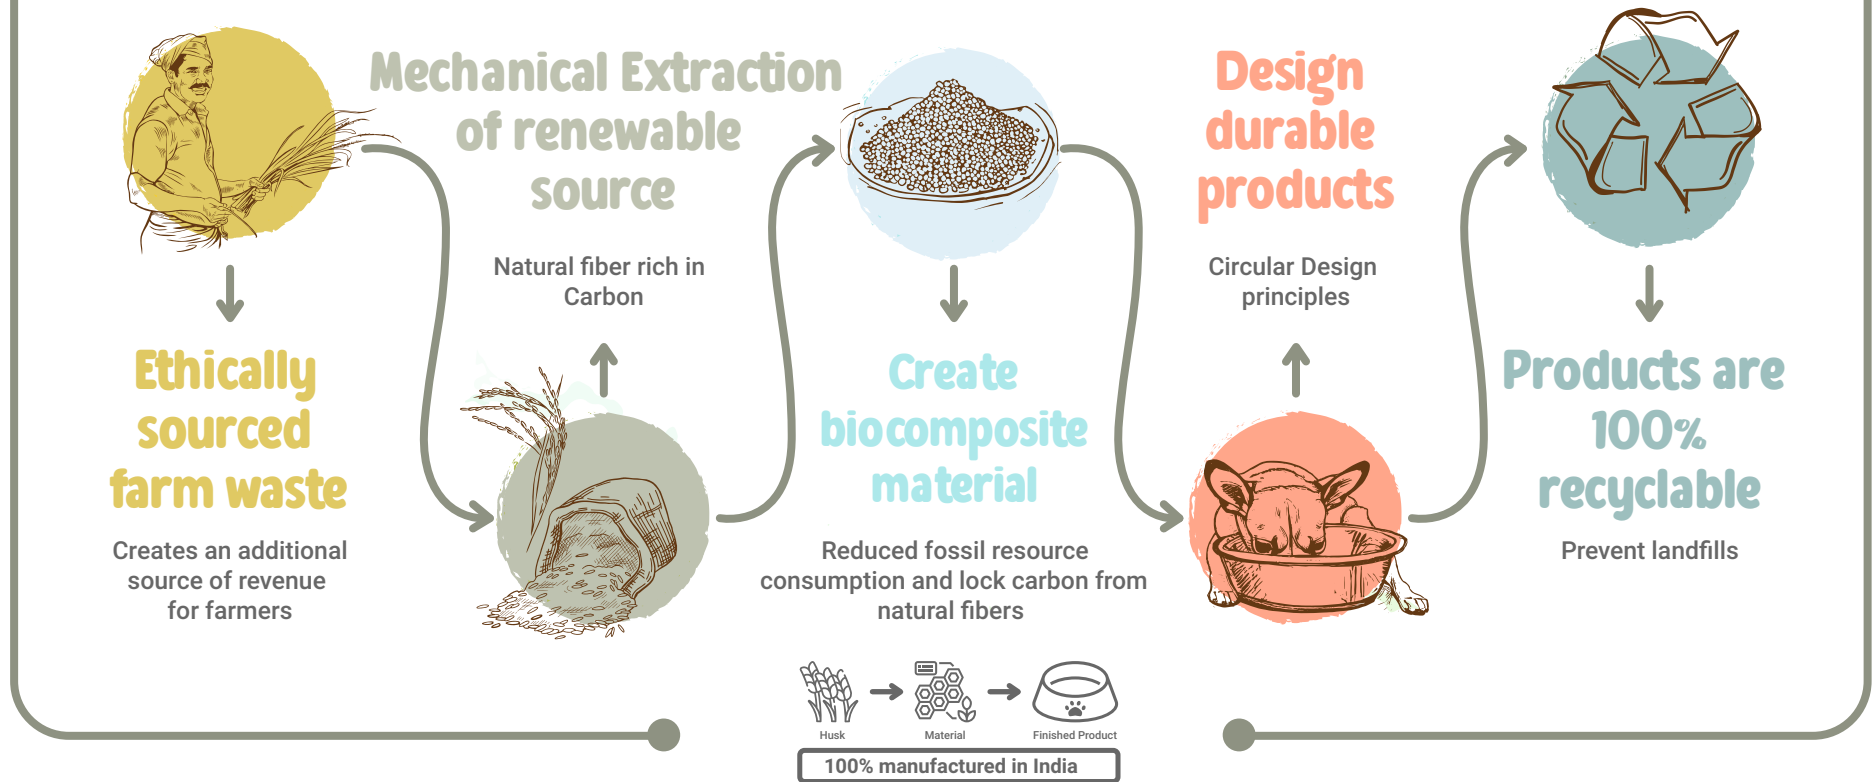 Mechanical Extraction
of renewable
source
Natural fiber rich in
Carbon
Design
durable
products
Circular Design
principles
Ethically
sourced
farm waste
Creates an additional
source of revenue
for farmers
Create
biocomposite
material
Reduced fossil resource
consumption and lock carbon from
natural fibers
Products are
100%
recyclable
Prevent landfills
Husk
Material
Finished Product
100% manufactured in India